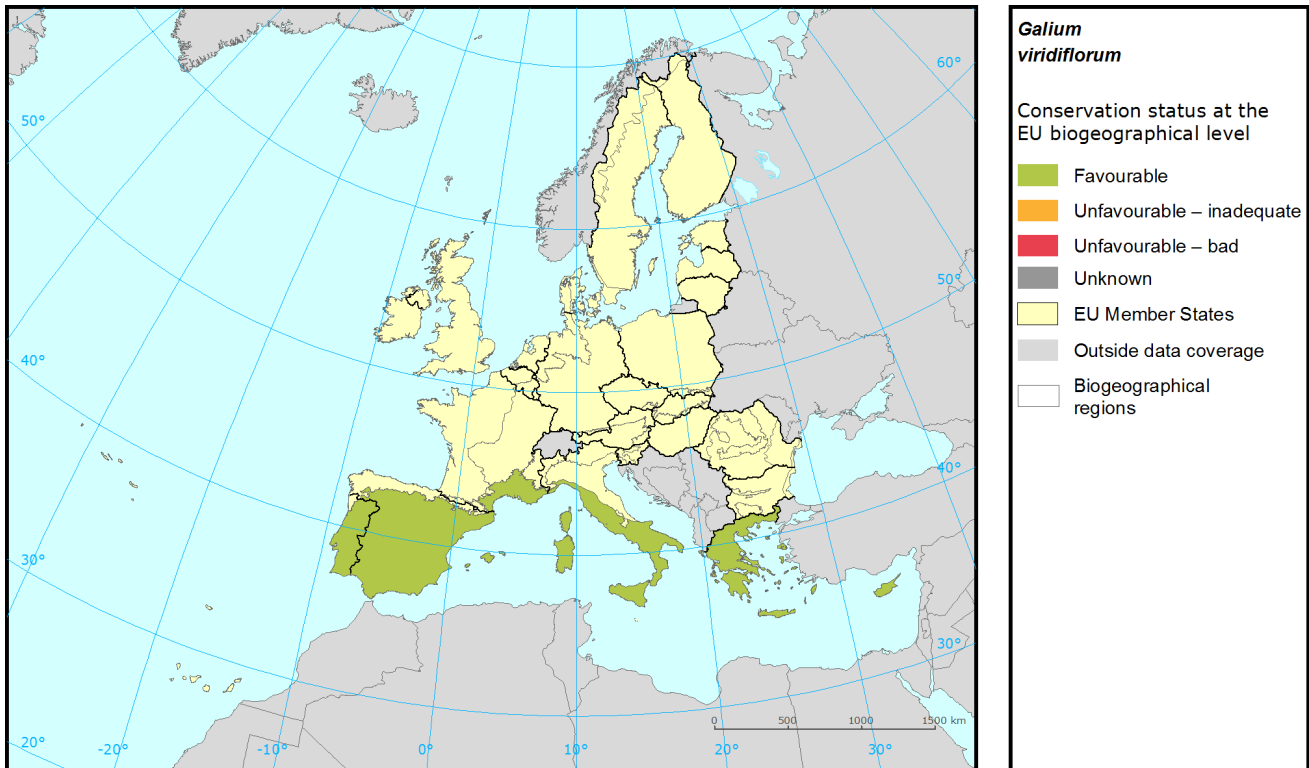 Galium
viridiflorum
Conservation status at the
EU biogeographical level
Favourable
Unfavourable – inadequate
Unfavourable – bad
Unknown
EU Member States
Outside data coverage
Biogeographical
regions
60°
50°
50°
40°
40°
30°
30°
20°
-20°
-10°
0°
10°
20°
30°
0 500 1000 1500 km